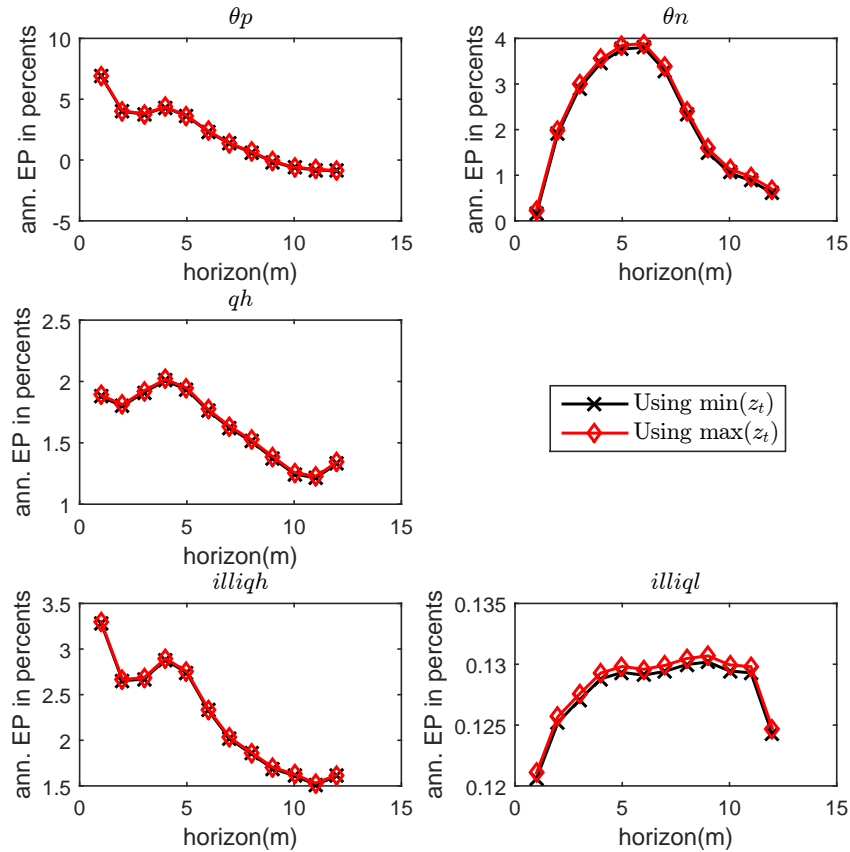 θp
ann. EP in percents
10
5
0
-5
0 5 10 15
horizon(m)
θn
ann. EP in percents
4
3
2
1
0
0 5 10 15
horizon(m)
qh
ann. EP in percents
2.5
2
1.5
1
0 5 10 15
horizon(m)
Using min(z_t)
Using max(z_t)
illiqh
ann. EP in percents
3.5
3
2.5
2
1.5
0 5 10 15
horizon(m)
illiql
ann. EP in percents
0.135
0.13
0.125
0.12
0 5 10 15
horizon(m)